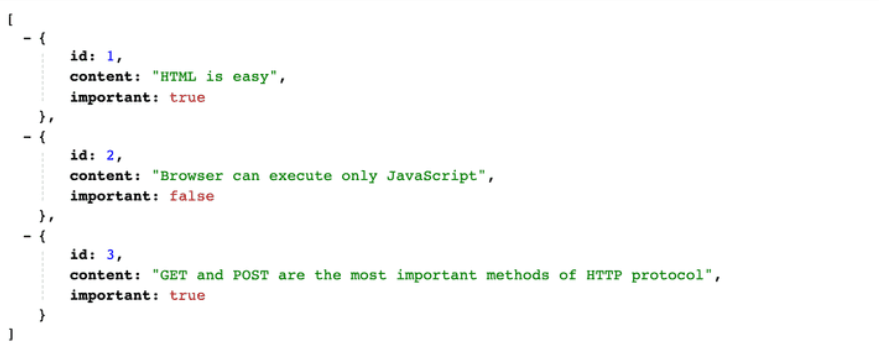 [
- {
id: 1,
content: "HTML is easy",
important: true
},
- {
id: 2,
content: "Browser can execute only JavaScript",
important: false
},
- {
id: 3,
content: "GET and POST are the most important methods of HTTP protocol",
important: true
}
]